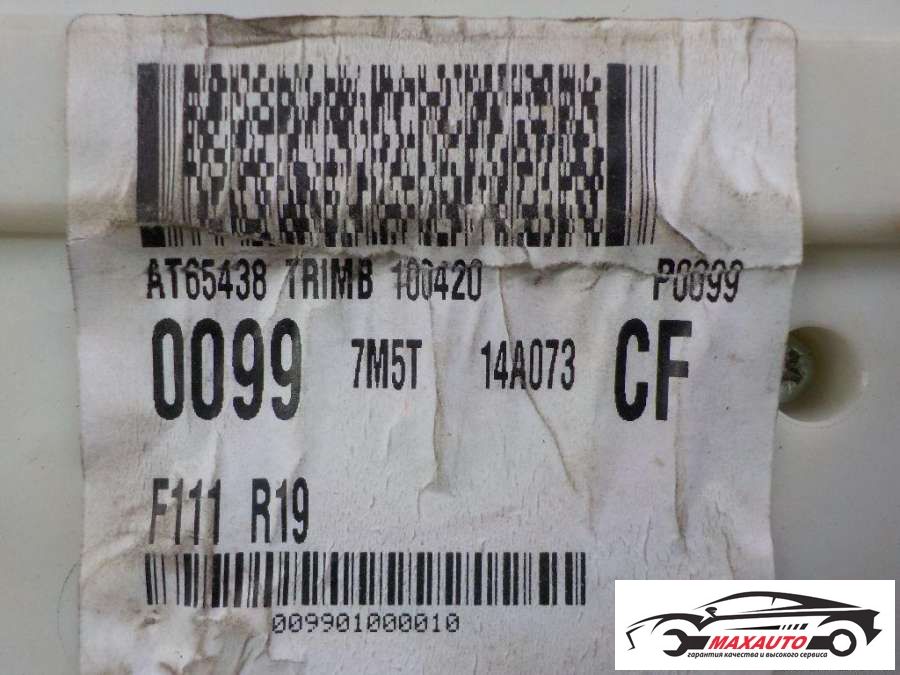 AT65438 TRIMB 100420 P0099
0099 7M5T 14A073 CF
F111 R19
009901000010
MAXAUTO
гарантия качества и высокого сервиса